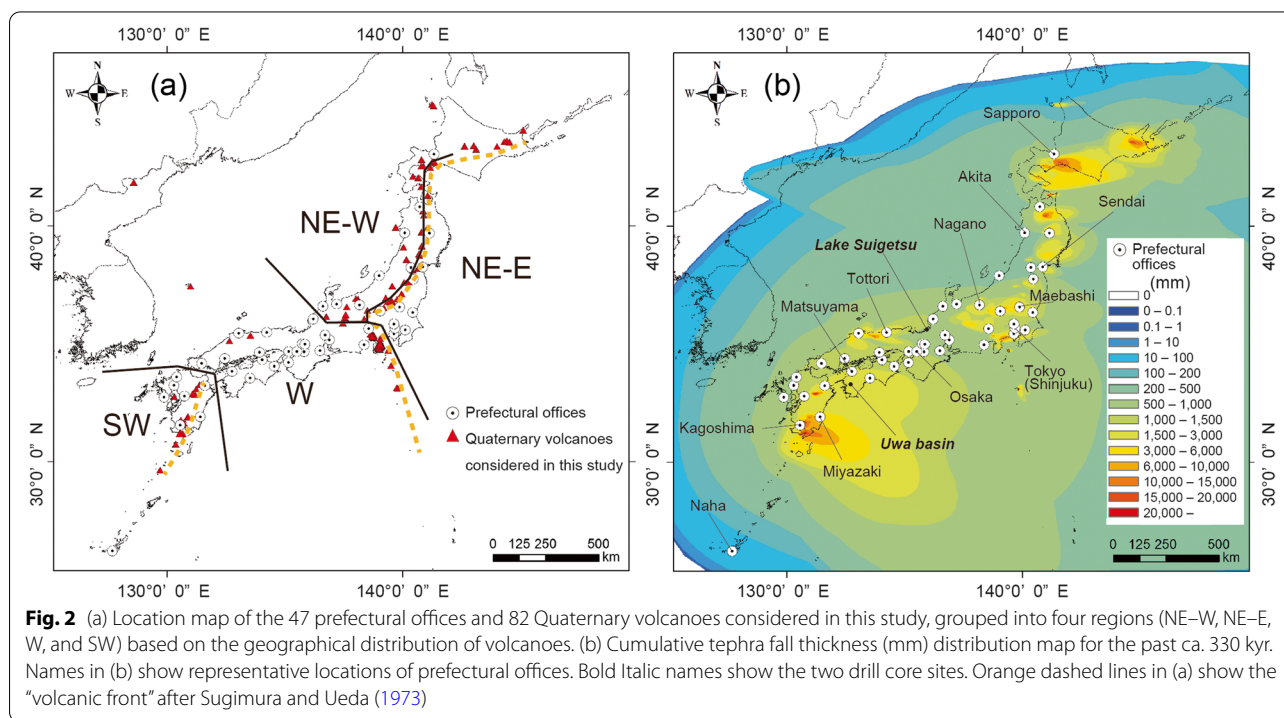 130°0' 0" E
140°0' 0" E
(a)
N
W
E
S
NE-W
NE-E
W
SW
40°0' 0" N
30°0' 0" N
Prefectural offices
Quaternary volcanoes
considered in this study
0 125 250 500
km
130°0' 0" E
140°0' 0" E
130°0' 0" E
140°0' 0" E
(b)
N
W
E
S
Sapporo
Akita
Sendai
Nagano
Lake Suigetsu
Tottori
Matsuyama
Maebashi
Tokyo
(Shinjuku)
Osaka
Kagoshima
Uwa basin
Miyazaki
Naha
40°0' 0" N
30°0' 0" N
Prefectural
offices
(mm)
0
0 – 0.1
0.1 – 1
1 – 10
10 – 100
100 – 200
200 – 500
500 – 1,000
1,000 – 1,500
1,500 – 3,000
3,000 – 6,000
6,000 – 10,000
10,000 – 15,000
15,000 – 20,000
20,000 –
0 125 250 500
km
40°0' 0" N
30°0' 0" N
130°0' 0" E
140°0' 0" E
Fig. 2 (a) Location map of the 47 prefectural offices and 82 Quaternary volcanoes considered in this study, grouped into four regions (NE–W, NE–E,
W, and SW) based on the geographical distribution of volcanoes. (b) Cumulative tephra fall thickness (mm) distribution map for the past ca. 330 kyr.
Names in (b) show representative locations of prefectural offices. Bold Italic names show the two drill core sites. Orange dashed lines in (a) show the
"volcanic front" after Sugimura and Ueda (1973)